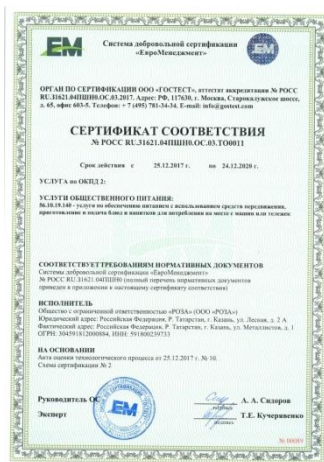 ЕМ
Система добровольной сертификации
«ЕвроМенеджмент»
ОРГАН ПО СЕРТИФИКАЦИИ ООО «ГОСТЕСТ», аттестат аккредитации № РОСС
RU.31621.04ПШН0.ОС.03.2017. Адрес: РФ, 117630, г. Москва, Старокалужское шоссе,
д. 65, офис 603-5. Телефон: + 7 (495) 781-34-34. E-mail: info@gostest.com
СЕРТИФИКАТ СООТВЕТСТВИЯ
№ РОСС RU.31621.04ПШН0.ОС.03.ТО0011
Срок действия с 25.12.2017 г. по 24.12.2020 г.
УСЛУГА по ОКПД 2:
УСЛУГИ ОБЩЕСТВЕННОГО ПИТАНИЯ:
56.10.19.140 - услуги по обеспечению питанием с использованием средств передвижения,
приготовление и подача блюд и напитков для потребления на месте с машин или тележек
СООТВЕТСТВУЕТ ТРЕБОВАНИЯМ НОРМАТИВНЫХ ДОКУМЕНТОВ
Системы добровольной сертификации «ЕвроМенеджмент»
№ РОСС RU 31621.04ПШН0 (полный перечень нормативных документов
приведен в приложении к настоящему сертификату соответствия)
ИСПОЛНИТЕЛЬ
Общество с ограниченной ответственностью «РОЗА» (ООО «РОЗА»)
Юридический адрес: Российская Федерация, Р. Татарстан, г. Казань, ул. Лесная, д. 2 А
Фактический адрес: Российская Федерация, Р. Татарстан, г. Казань, ул. Металлистов, д. 1
ОГРН: 304591812000884, ИНН: 591800239733
НА ОСНОВАНИИ
Акта оценки технологического процесса от 25.12.2017 г. № 10.
Схема сертификации № 2
Руководитель ОС
А. А. Сидоров
подпись
Эксперт
Т.Е. Кучерявенко
подпись
ЕМ
№ 00089